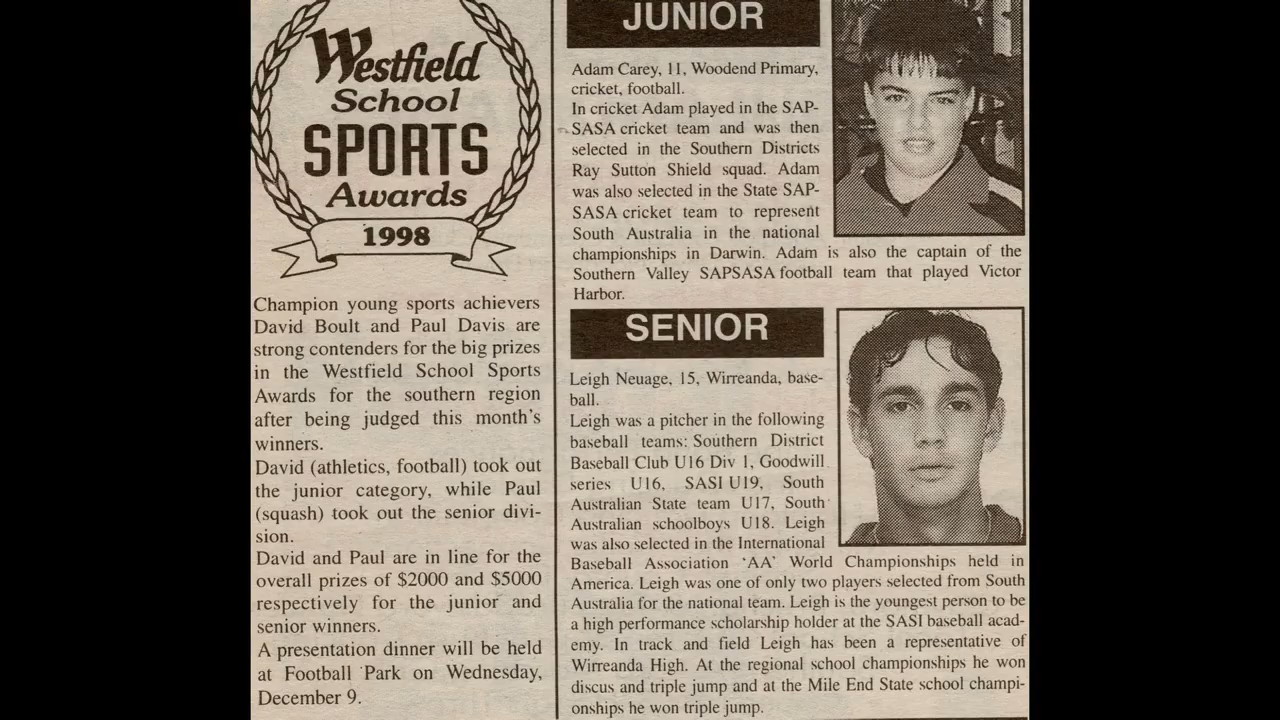 Westfield
School
SPORTS
Awards
1998
Champion young sports achievers
David Boult and Paul Davis are
strong contenders for the big prizes
in the Westfield School Sports
Awards for the southern region
after being judged this month's
winners.
David (athletics, football) took out
the junior category, while Paul
(squash) took out the senior divi-
sion.
David and Paul are in line for the
overall prizes of $2000 and $5000
respectively for the junior and
senior winners.
A presentation dinner will be held
at Football Park on Wednesday,
December 9.
JUNIOR
Adam Carey, 11, Woodend Primary,
cricket, football.
In cricket Adam played in the SAP-
SASA cricket team and was then
selected in the Southern Districts
Ray Sutton Shield squad. Adam
was also selected in the State SAP-
SASA cricket team to represent
South Australia in the national
championships in Darwin. Adam is also the captain of the
Southern Valley SAPSASA football team that played Victor
Harbor.
SENIOR
Leigh Neuage, 15, Wirreanda, base-
ball.
Leigh was a pitcher in the following
baseball teams: Southern District
Baseball Club U16 Div 1, Goodwill
series U16, SASI U19, South
Australian State team U17, South
Australian schoolboys U18. Leigh
was also selected in the International
Baseball Association 'AA' World Championships held in
America. Leigh was one of only two players selected from South
Australia for the national team. Leigh is the youngest person to be
a high performance scholarship holder at the SASI baseball acad-
emy. In track and field Leigh has been a representative of
Wirreanda High. At the regional school championships he won
discus and triple jump and at the Mile End State school champi-
onships he won triple jump.